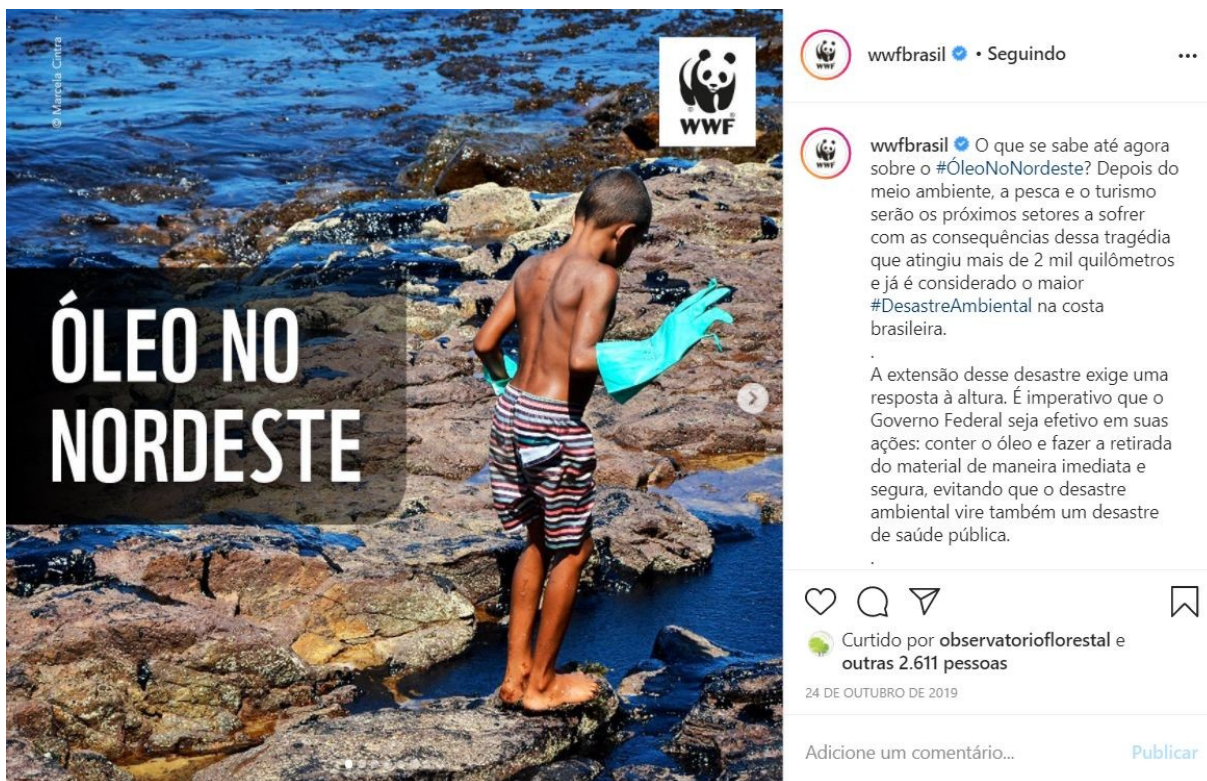 © Marcela Cintra
WWF
ÓLEO NO
NORDESTE
wwfbrasil • Seguindo
wwfbrasil O que se sabe até agora
sobre o #ÓleoNoNordeste? Depois do
meio ambiente, a pesca e o turismo
serão os próximos setores a sofrer
com as consequências dessa tragédia
que atingiu mais de 2 mil quilômetros
e já é considerado o maior
#DesastreAmbiental na costa
brasileira.
.
A extensão desse desastre exige uma
resposta à altura. É imperativo que o
Governo Federal seja efetivo em suas
ações: conter o óleo e fazer a retirada
do material de maneira imediata e
segura, evitando que o desastre
ambiental vire também um desastre
de saúde pública.
.
Curtido por observatorioflorestal e
outras 2.611 pessoas
24 DE OUTUBRO DE 2019
Adicione um comentário... Publicar